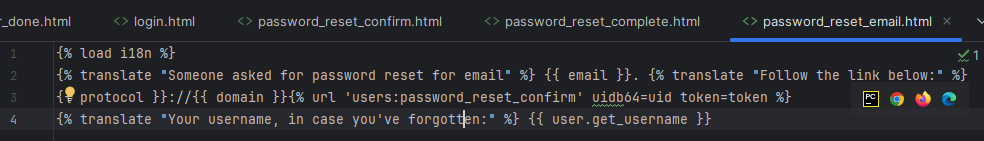 r_done.html login.html password_reset_confirm.html password_reset_complete.html password_reset_email.html
1 {% load i18n %}
2 {% translate "Someone asked for password reset for email" %} {{ email }}. {% translate "Follow the link below:" %}
3 {{ protocol }}://{{ domain }}{% url 'users:password_reset_confirm' uidb64=uid token=token %}
4 {% translate "Your username, in case you've forgotten:" %} {{ user.get_username }}
1
PC